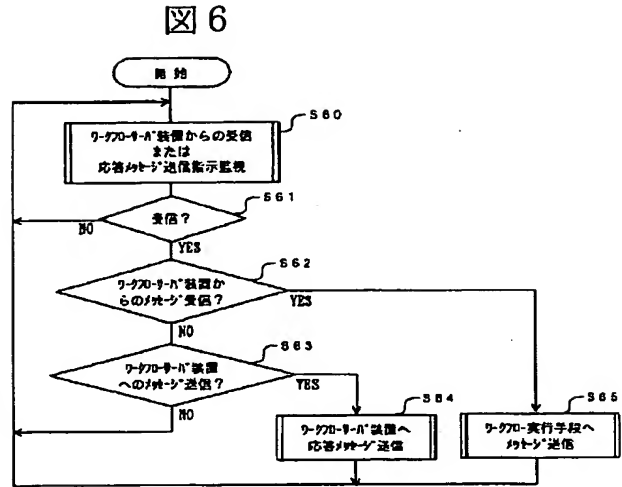 図6
開始
S60
ワークフローサーバ装置からの受信
または
応答メッセージ送信指示監視
S61
受信?
NO
YES
S62
ワークフローサーバ装置か
らのメッセージ受信?
YES
NO
S63
ワークフローサーバ装置
へのメッセージ送信?
YES
NO
S64
ワークフローサーバ装置へ
応答メッセージ送信
S65
ワークフロー実行手段へ
メッセージ送信